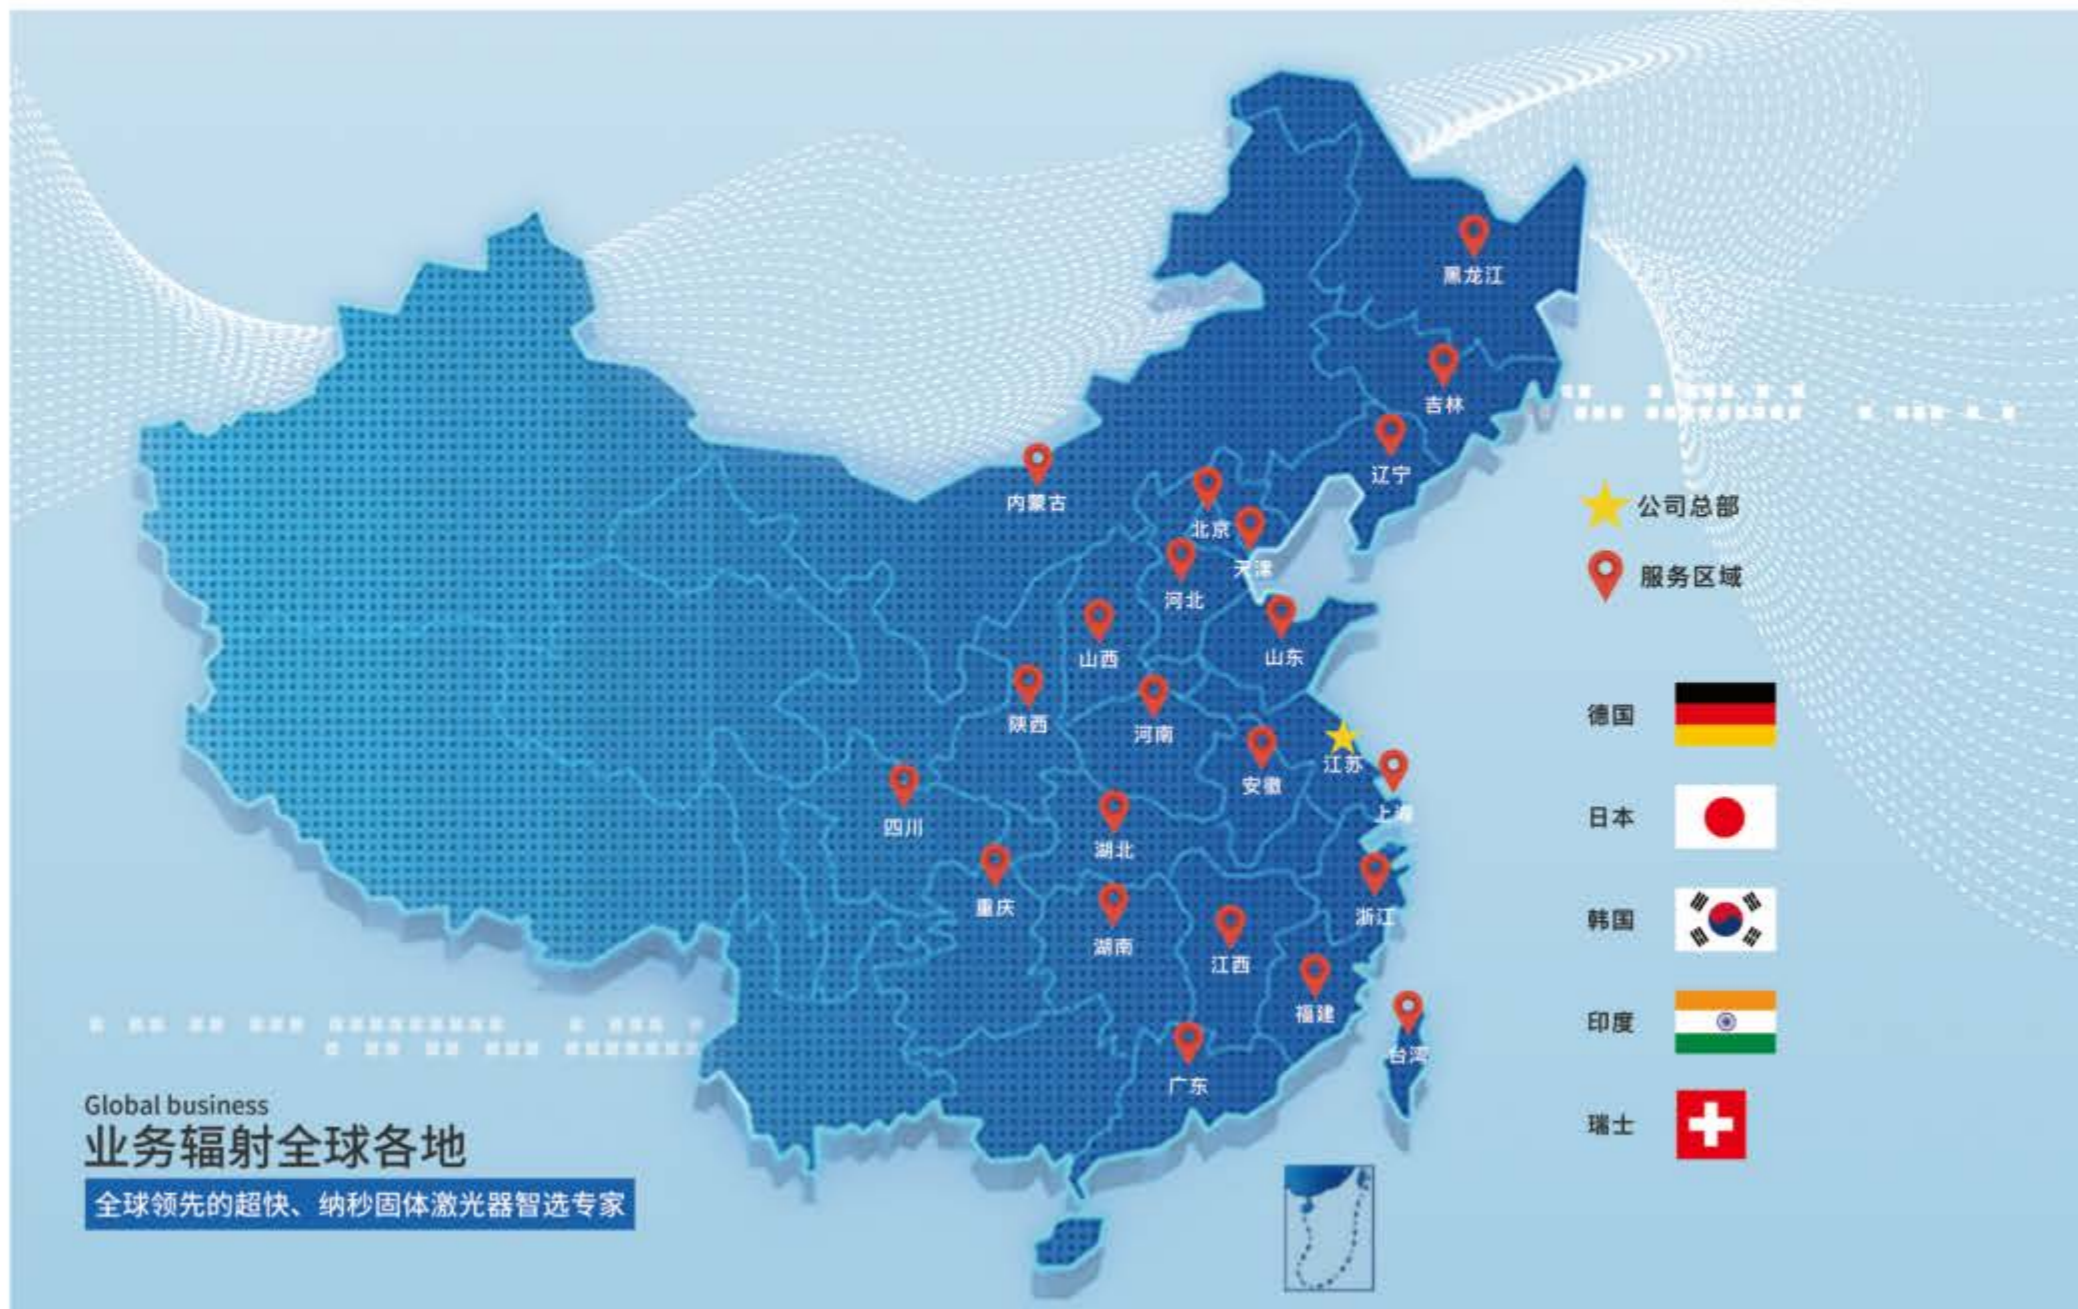 黑龙江
吉林
辽宁
内蒙古
北京
天津
河北
山西
山东
陕西
河南
江苏
安徽
上海
四川
湖北
重庆
浙江
湖南
江西
福建
台湾
广东
公司总部
服务区域
德国
日本
韩国
印度
瑞士
Global business
业务辐射全球各地
全球领先的超快、纳秒固体激光器智选专家